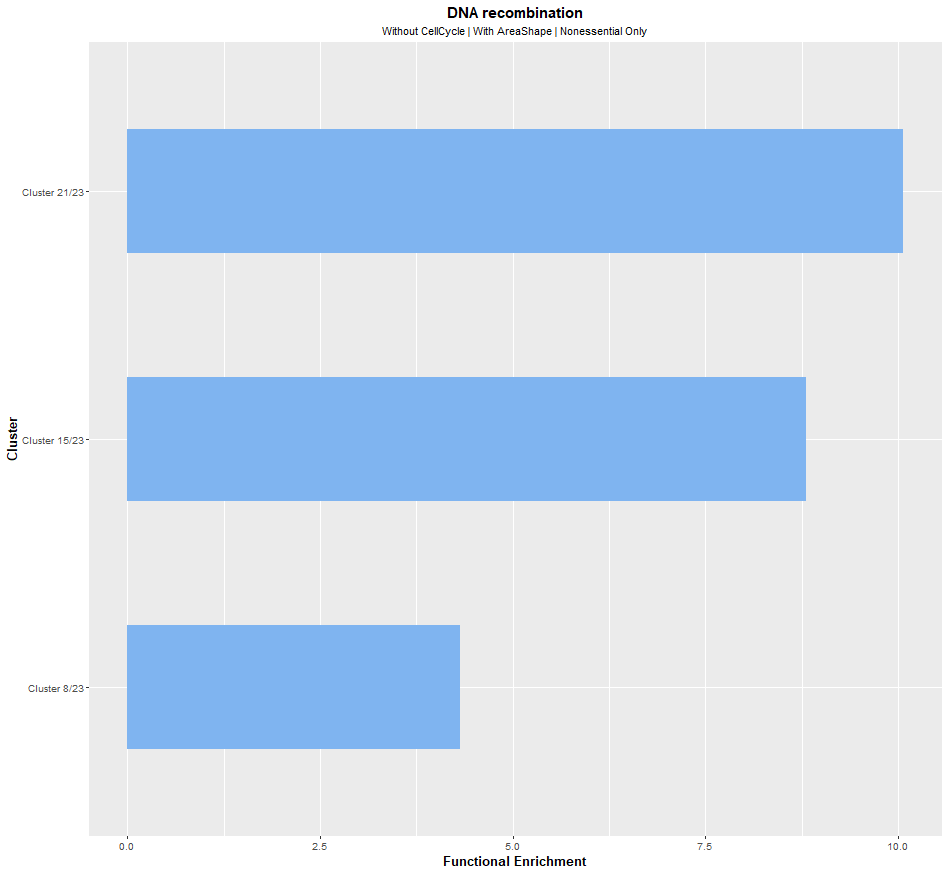 DNA recombination
Without CellCycle | With AreaShape | Nonessential Only
Cluster
Cluster 21/23
Cluster 15/23
Cluster 8/23
0.0 2.5 5.0 7.5 10.0
Functional Enrichment